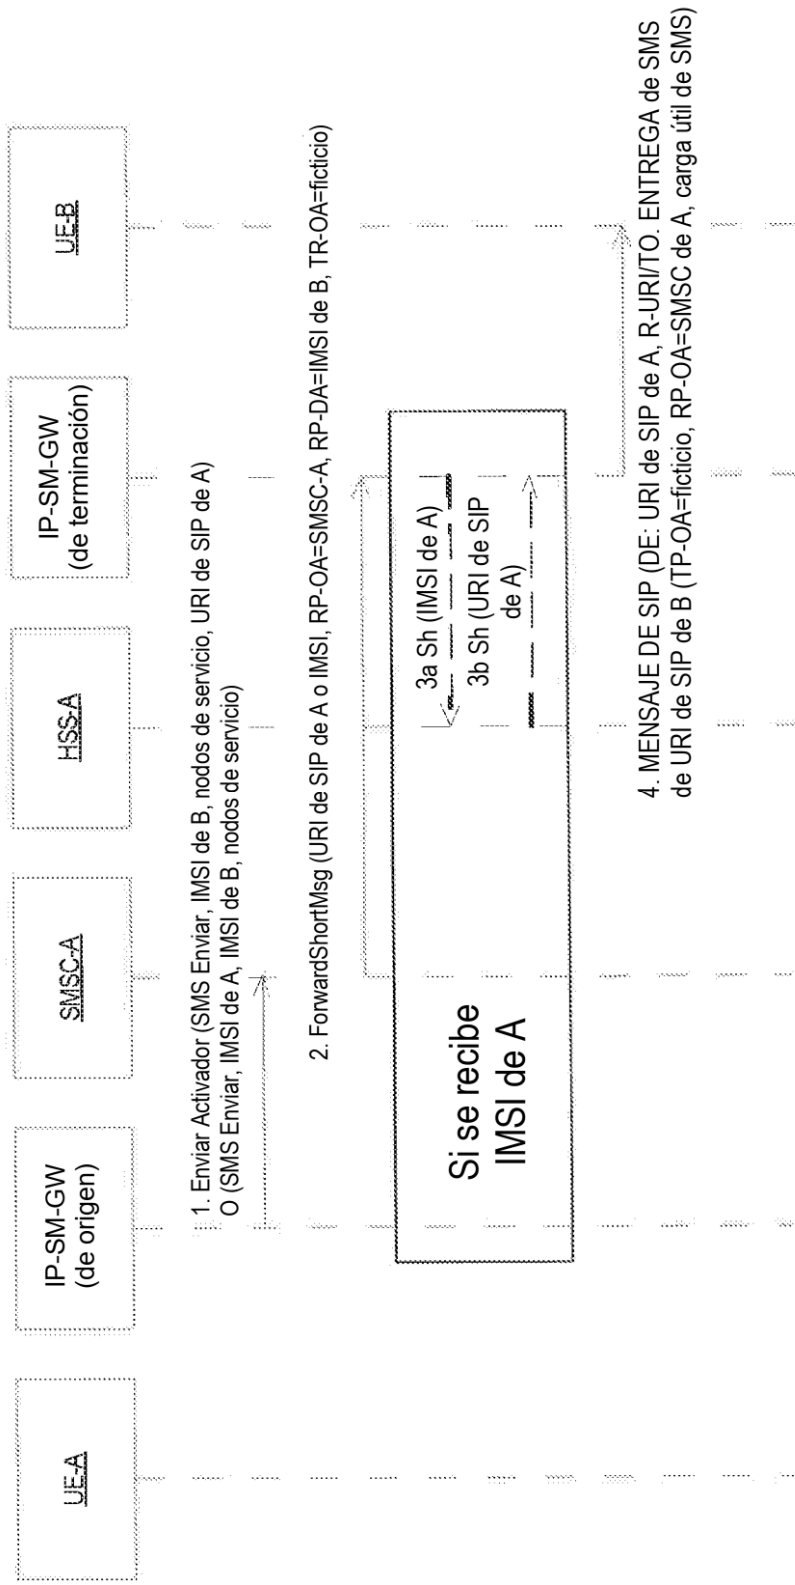 UE-A
IP-SM-GW
(de origen)
SMSC-A
HSS-A
IP-SM-GW
(de terminación)
UE-B
1. Enviar Activador (SMS Enviar, IMSI de B, nodos de servicio, URI de SIP de A)
O (SMS Enviar, IMSI de A, IMSI de B, nodos de servicio)
2. ForwardShortMsg (URI de SIP de A o IMSI, RP-OA=SMSC-A, RP-DA=IMSI de B, TR-OA=ficticio)
Si se recibe
IMSI de A
3a Sh (IMSI de A)
3b Sh (URI de SIP
de A)
4. MENSAJE DE SIP (DE: URI de SIP de A, R-URI/TO. ENTREGA de SMS
de URI de SIP de B (TP-OA=ficticio, RP-OA=SMSC de A, carga útil de SMS)